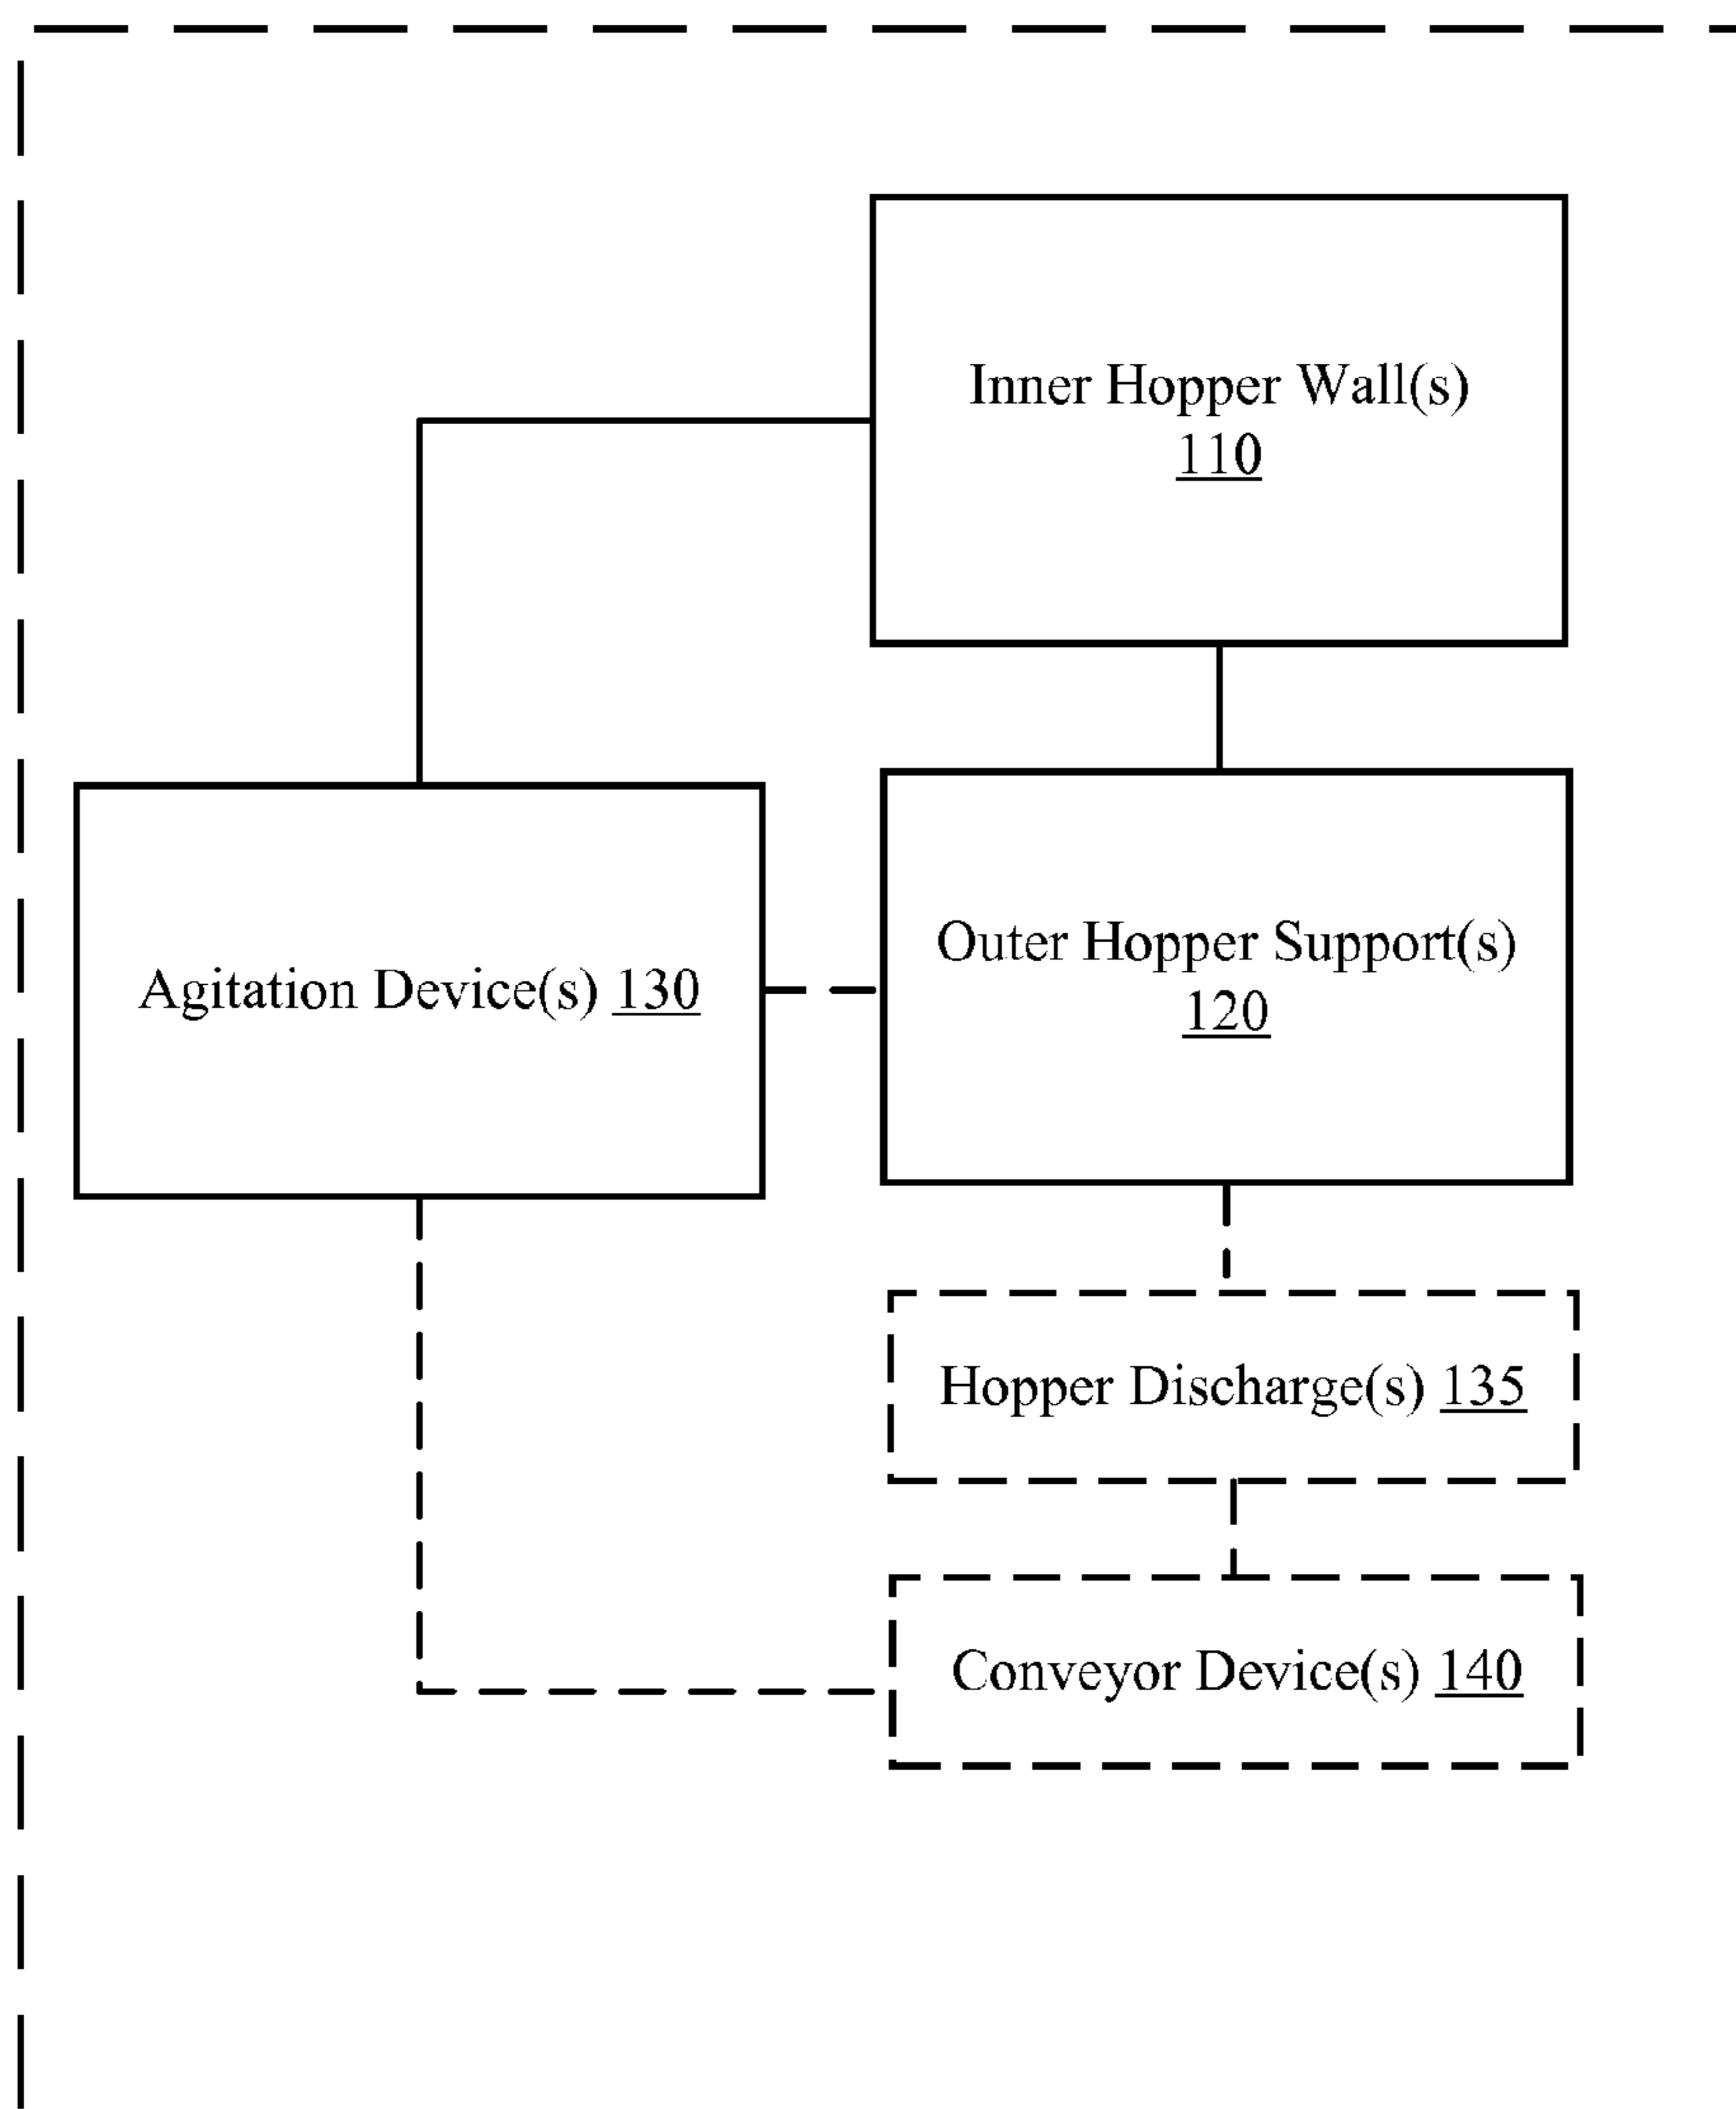 Inner Hopper Wall(s)
110
Outer Hopper Support(s)
120
Agitation Device(s) 130
Hopper Discharge(s) 135
Conveyor Device(s) 140